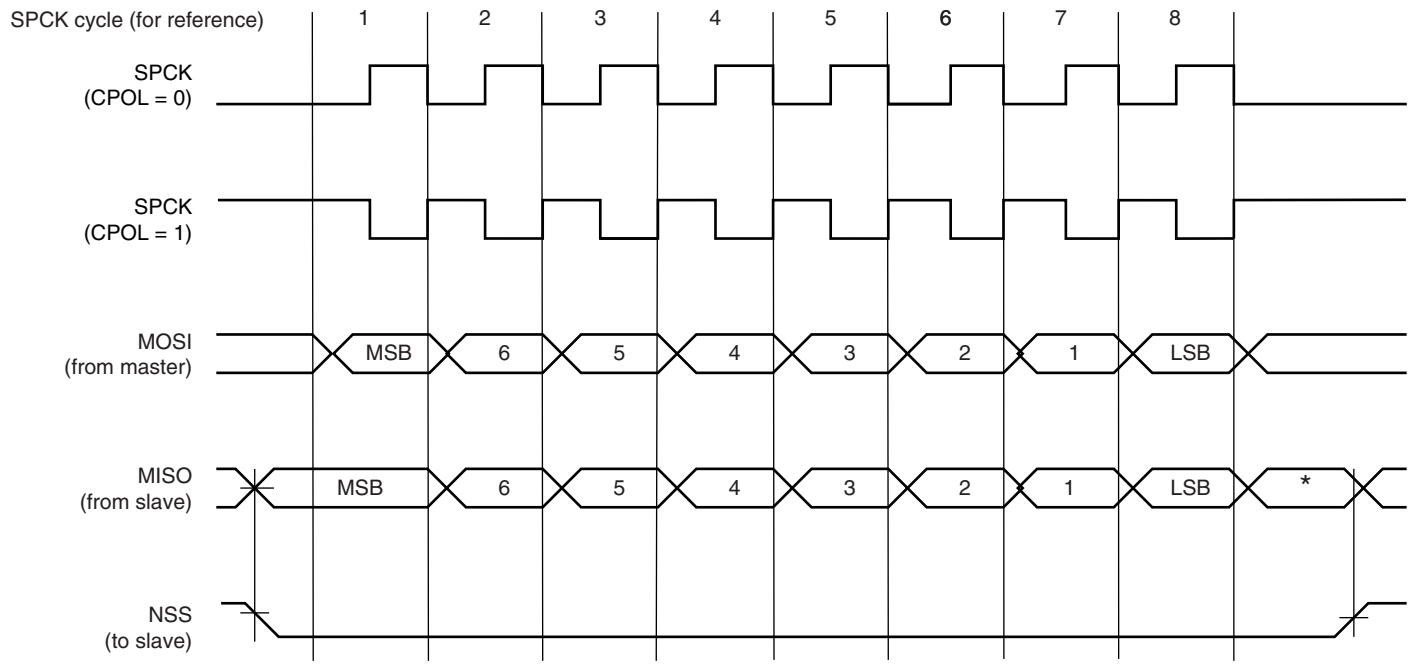 SPCK cycle (for reference) 1 2 3 4 5 6 7 8
SPCK
(CPOL = 0)
SPCK
(CPOL = 1)
MOSI
(from master)
MSB 6 5 4 3 2 1 LSB
MISO
(from slave)
MSB 6 5 4 3 2 1 LSB *
NSS
(to slave)